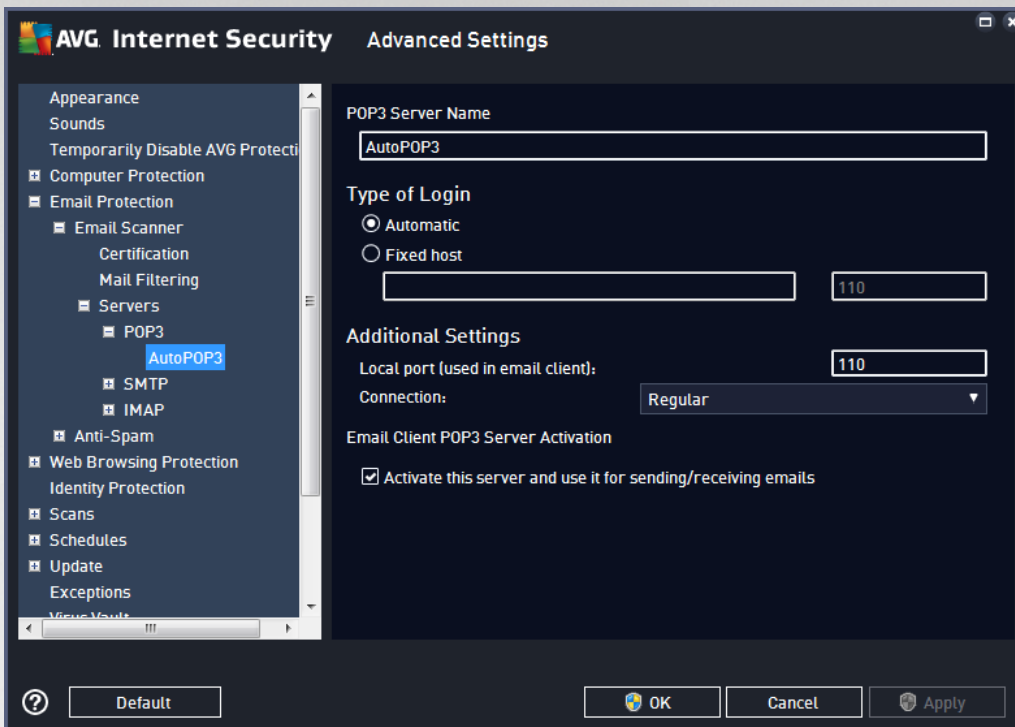 AVG. Internet Security Advanced Settings
Appearance
Sounds
Temporarily Disable AVG Protecti
Computer Protection
Email Protection
Email Scanner
Certification
Mail Filtering
Servers
POP3
AutoPOP3
SMTP
IMAP
Anti-Spam
Web Browsing Protection
Identity Protection
Scans
Schedules
Update
Exceptions
Virus Vault
POP3 Server Name
AutoPOP3
Type of Login
Automatic
Fixed host
110
Additional Settings
Local port (used in email client): 110
Connection: Regular
Email Client POP3 Server Activation
Activate this server and use it for sending/receiving emails
? Default OK Cancel Apply